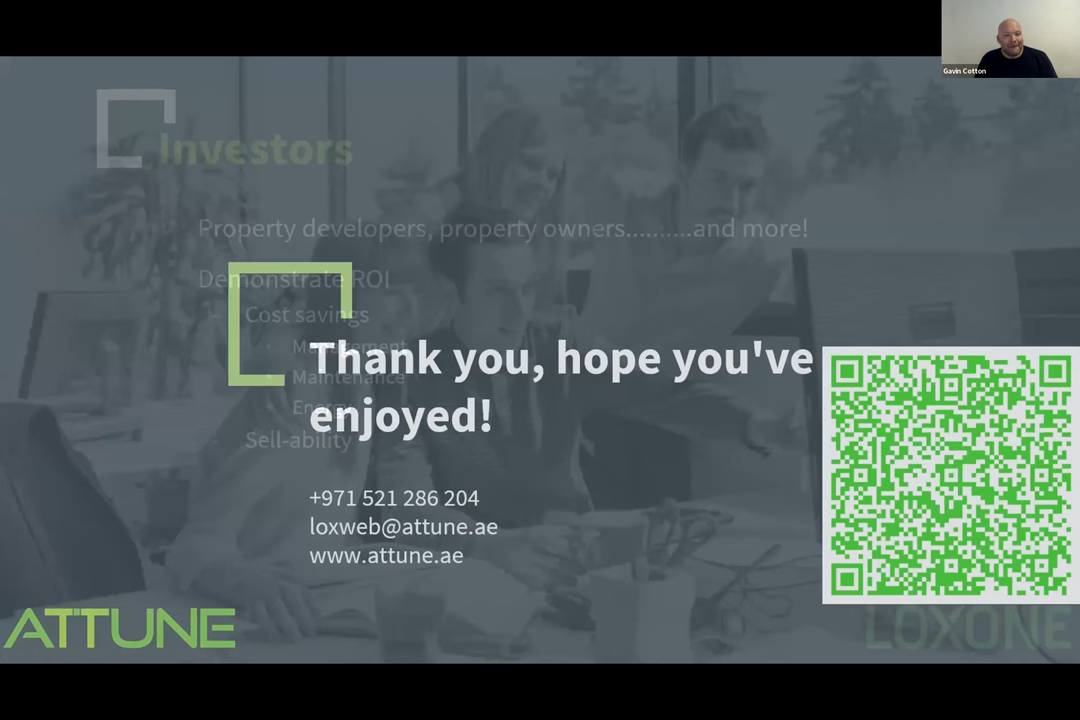 Gavin Cotton
Investors
Property developers, property owners..........and more!
Demonstrate ROI
Cost savings
Management
Maintenance
Energy
Sell-ability
Thank you, hope you've
enjoyed!
+971 521 286 204
loxweb@attune.ae
www.attune.ae
ATTUNE
LOXONE